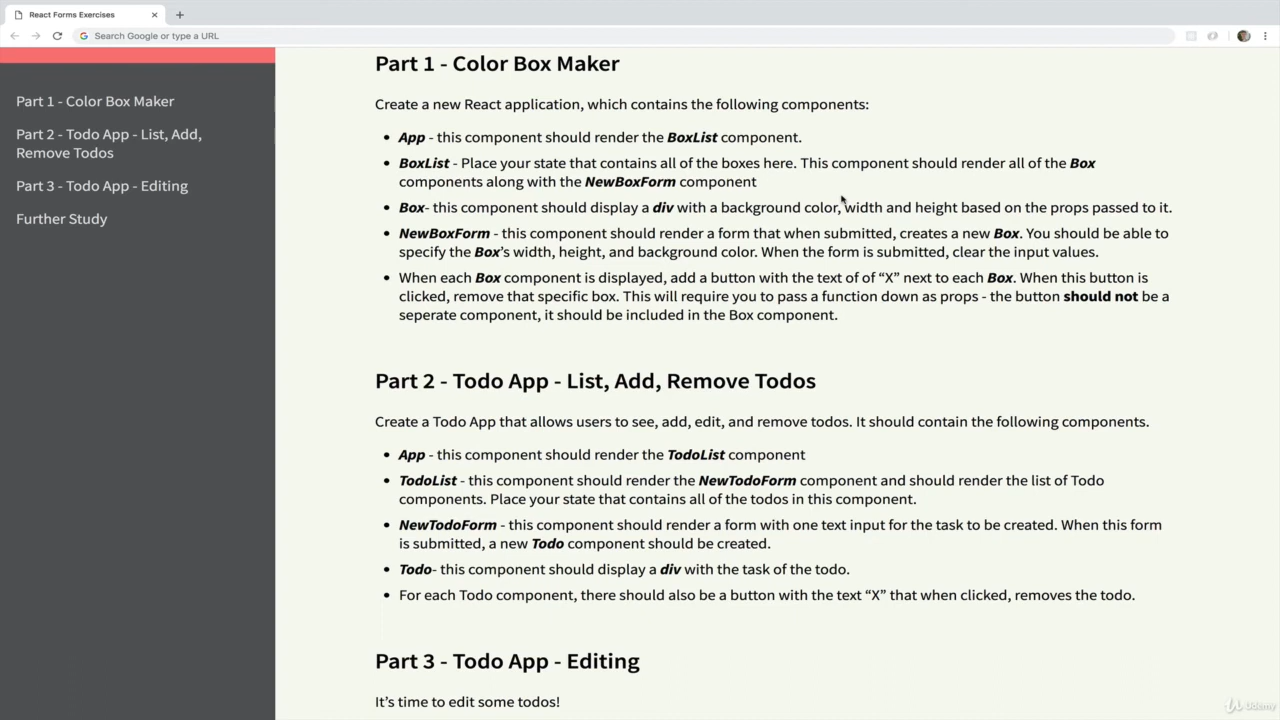 React Forms Exercises
Search Google or type a URL
Part 1 - Color Box Maker
Part 2 - Todo App - List, Add,
Remove Todos
Part 3 - Todo App - Editing
Further Study
Part 1 - Color Box Maker
Create a new React application, which contains the following components:
• App - this component should render the BoxList component.
• BoxList - Place your state that contains all of the boxes here. This component should render all of the Box
components along with the NewBoxForm component
• Box- this component should display a div with a background color, width and height based on the props passed to it.
• NewBoxForm - this component should render a form that when submitted, creates a new Box. You should be able to
specify the Box’s width, height, and background color. When the form is submitted, clear the input values.
• When each Box component is displayed, add a button with the text of of “X” next to each Box. When this button is
clicked, remove that specific box. This will require you to pass a function down as props - the button should not be a
seperate component, it should be included in the Box component.
Part 2 - Todo App - List, Add, Remove Todos
Create a Todo App that allows users to see, add, edit, and remove todos. It should contain the following components.
• App - this component should render the TodoList component
• TodoList - this component should render the NewTodoForm component and should render the list of Todo
components. Place your state that contains all of the todos in this component.
• NewTodoForm - this component should render a form with one text input for the task to be created. When this form
is submitted, a new Todo component should be created.
• Todo- this component should display a div with the task of the todo.
• For each Todo component, there should also be a button with the text “X” that when clicked, removes the todo.
Part 3 - Todo App - Editing
It’s time to edit some todos!
Udemy